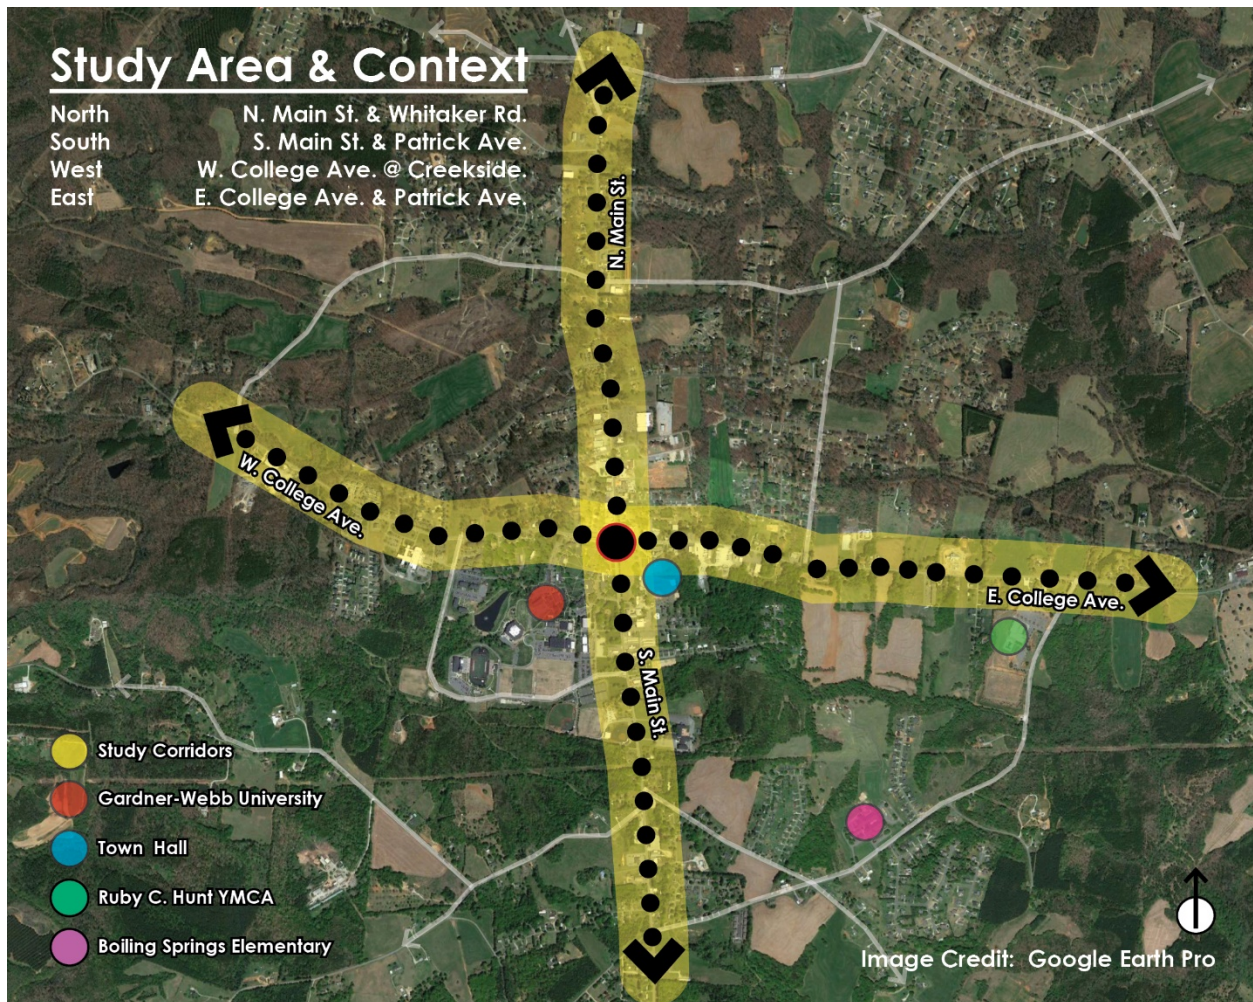 Study Area & Context
North N. Main St. & Whitaker Rd.
South S. Main St. & Patrick Ave.
West W. College Ave. @ Creekside.
East E. College Ave. & Patrick Ave.
N. Main St.
W. College Ave.
E. College Ave.
S. Main St.
Study Corridors
Gardner-Webb University
Town Hall
Ruby C. Hunt YMCA
Boiling Springs Elementary
Image Credit: Google Earth Pro